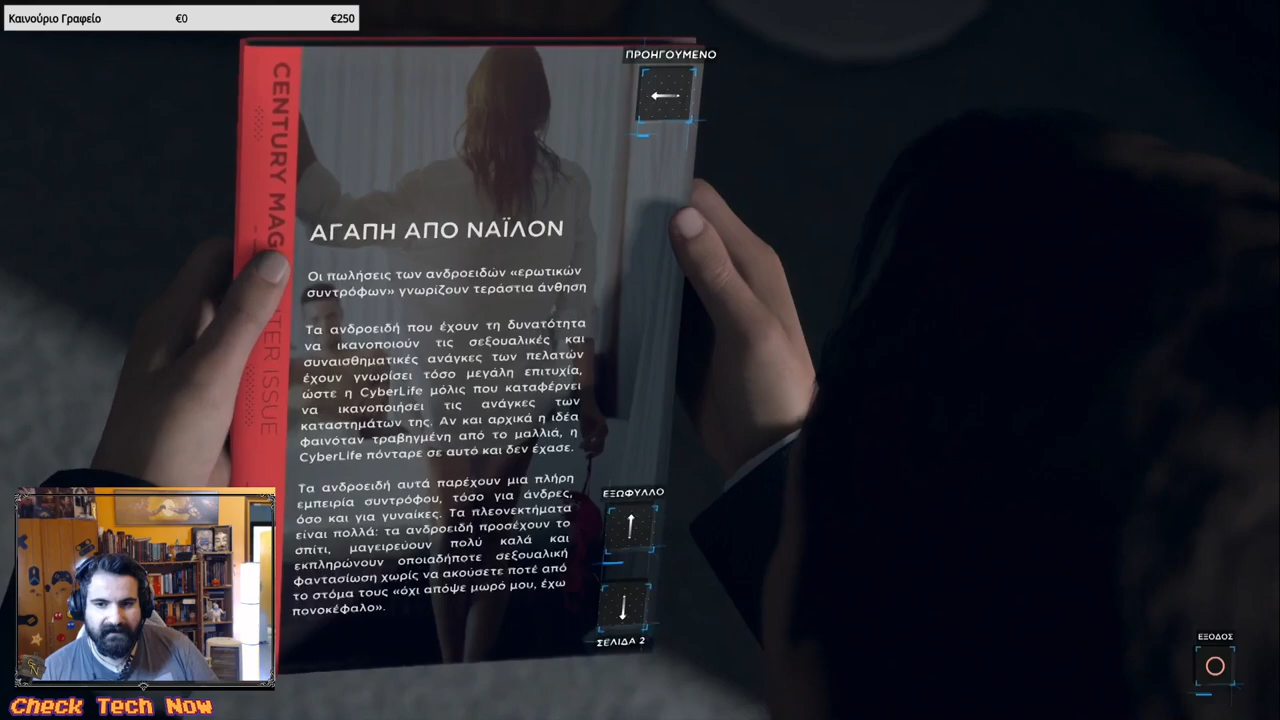 Καινούριο Γραφείο €0 €250
CENTURY MAG
TER ISSUE
ΠΡΟΗΓΟΥΜΕΝΟ
ΑΓΑΠΗ ΑΠΟ ΝΑΪΛΟΝ
Οι πωλήσεις των ανδροειδών «ερωτικών
συντρόφων» γνωρίζουν τεράστια άνθηση
Τα ανδροειδή που έχουν τη δυνατότητα
να ικανοποιούν τις σεξουαλικές και
συναισθηματικές ανάγκες των πελατών
έχουν γνωρίσει τόσο μεγάλη επιτυχία,
ώστε η CyberLife μόλις που καταφέρνει
να ικανοποιήσει τις ανάγκες των
καταστημάτων της. Αν και αρχικά η ιδέα
φαινόταν τραβηγμένη από το μαλλιά, η
CyberLife πόνταρε σε αυτό και δεν έχασε.
Τα ανδροειδή αυτά παρέχουν μια πλήρη
εμπειρία συντρόφου, τόσο για άνδρες,
όσο και για γυναίκες. Τα πλεονεκτήματα
είναι πολλά: τα ανδροειδή προσέχουν το
σπίτι, μαγειρεύουν πολύ καλά και
εκπληρώνουν οποιαδήποτε σεξουαλική
φαντασίωση χωρίς να ακούσετε ποτέ από
το στόμα τους «όχι απόψε μωρό μου, έχω
πονοκέφαλο».
ΕΞΩΦΥΛΛΟ
ΣΕΛΙΔΑ 2
ΕΞΟΔΟΣ
Check Tech Now